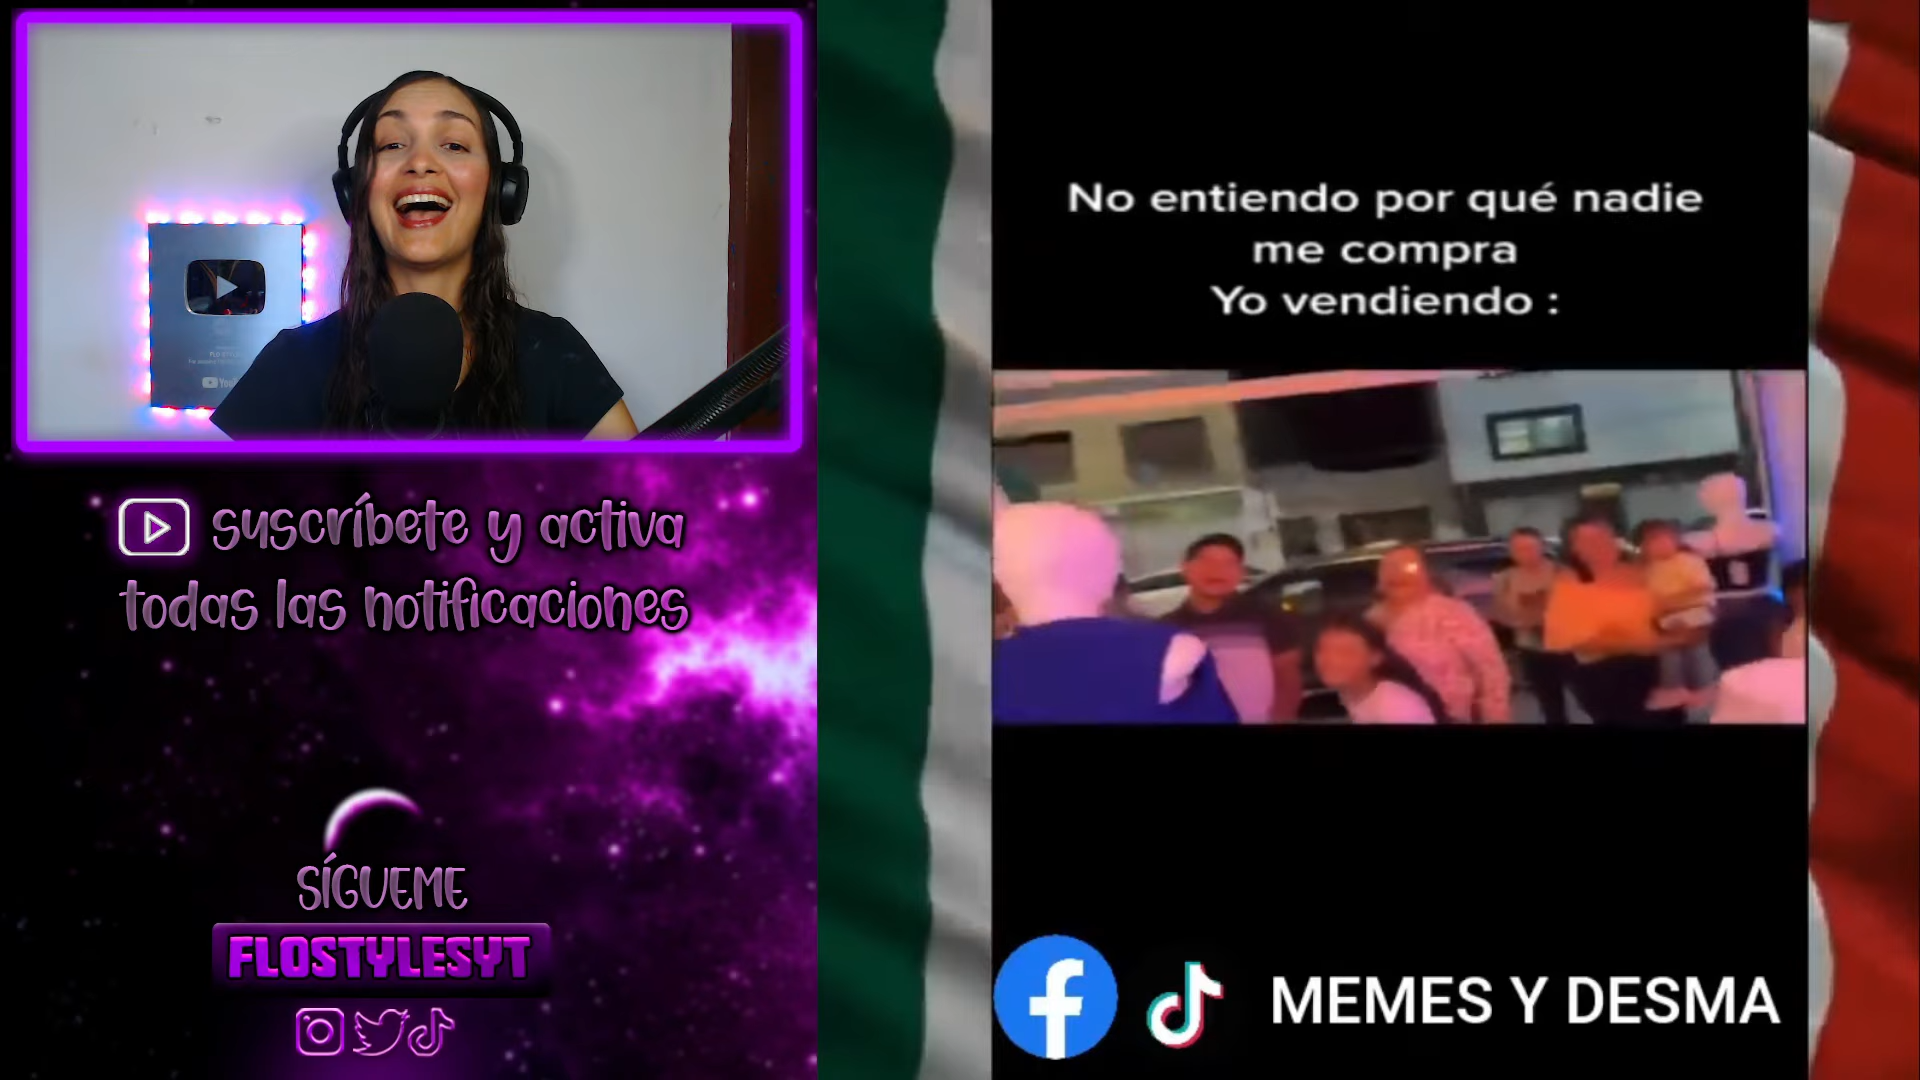 suscríbete y activa
todas las notificaciones
SÍGUEME
FLOSTYLESYT
No entiendo por qué nadie
me compra
Yo vendiendo :
MEMES Y DESMA